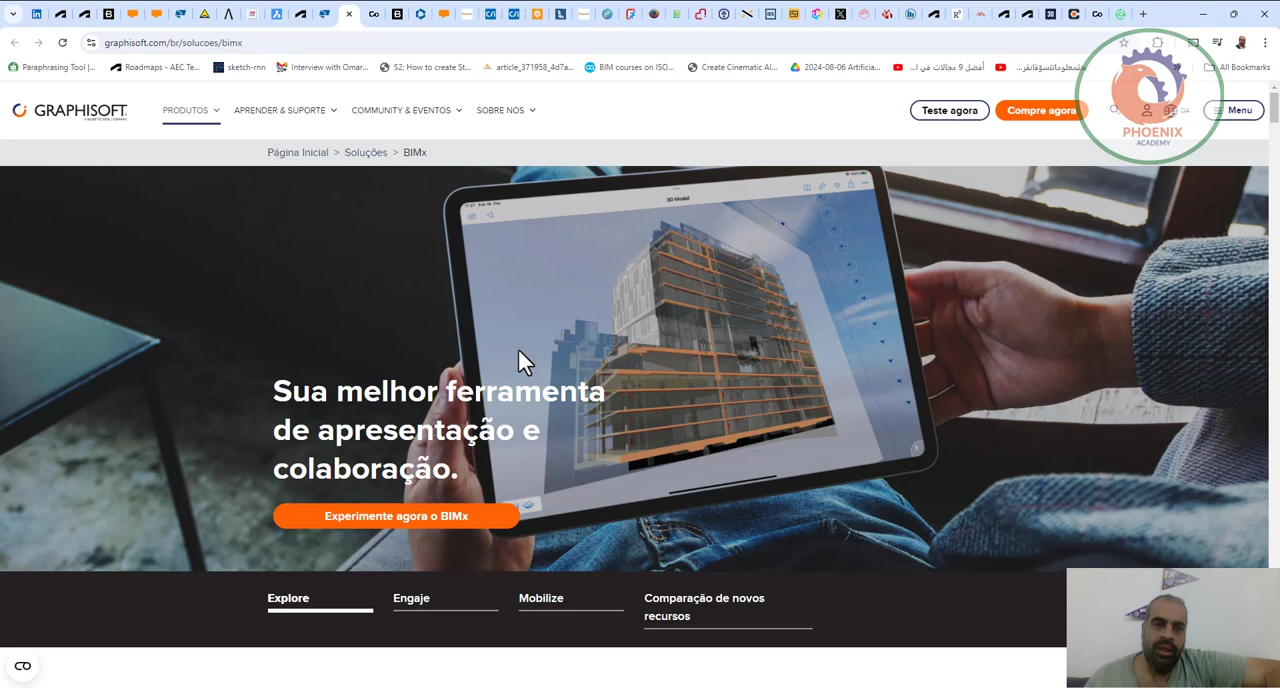 graphisoft.com/br/solucoes/bimx
Paraphrasing Tool |...
Roadmaps - AEC Te...
sketch-rnn
Interview with Omar...
S2: How to Create St...
article_371958_4d7a...
BIM courses on ISO...
Create Cinematic AI...
2024-08-06 Artificia...
أفضل 9 مجالات في ا...
All Bookmarks
GRAPHISOFT
PRODUTOS
APRENDER & SUPORTE
COMMUNITY & EVENTOS
SOBRE NÓS
Teste agora
Compre agora
Menu
PHOENIX
ACADEMY
Página Inicial > Soluções > BIMx
3D Model
Sua melhor ferramenta
de apresentação e
colaboração.
Experimente agora o BIMx
Explore
Engaje
Mobilize
Comparação de novos
recursos